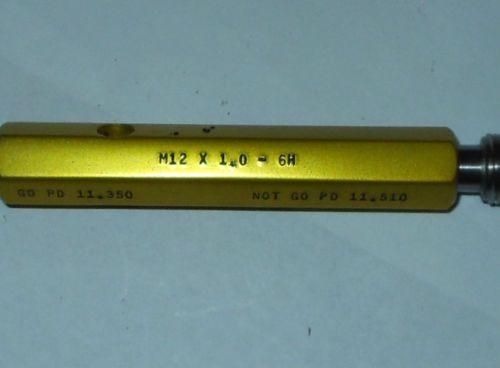 M12 X 1.0 - 6H
GO PD 11.350 NOT GO PD 11.510